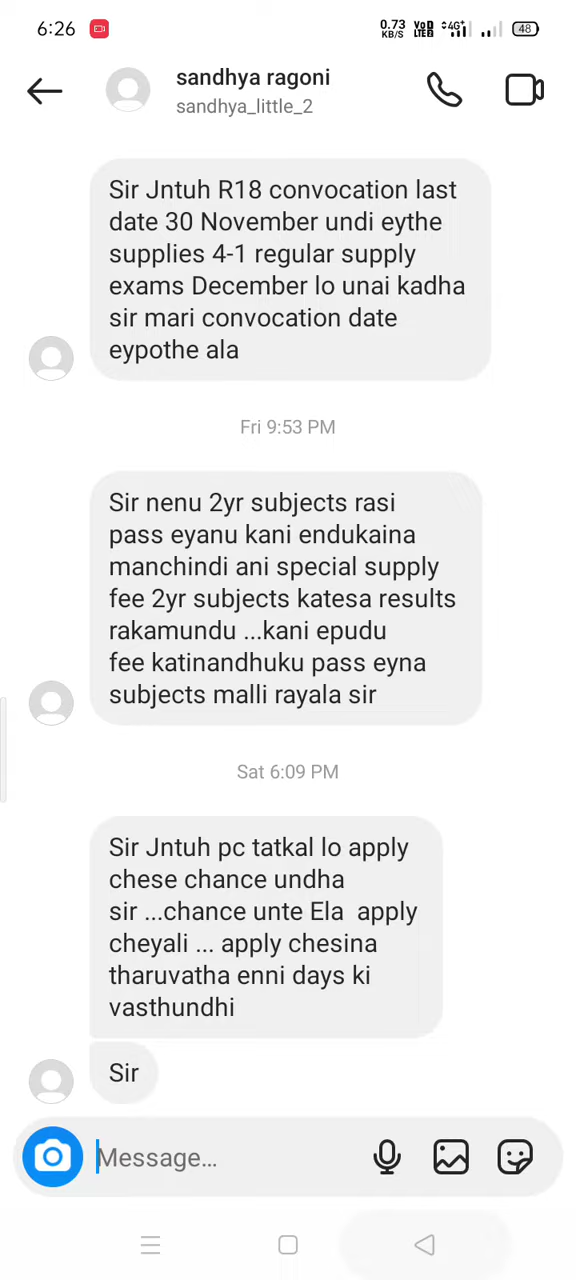 6:26
0.73 KB/S VoD LTE2 4G+ 48
sandhya ragoni
sandhya_little_2
Sir Jntuh R18 convocation last
date 30 November undi eythe
supplies 4-1 regular supply
exams December lo unai kadha
sir mari convocation date
eypothe ala
Fri 9:53 PM
Sir nenu 2yr subjects rasi
pass eyanu kani endukaina
manchindi ani special supply
fee 2yr subjects katesa results
rakamundu ...kani epudu
fee katinandhuku pass eyna
subjects malli rayala sir
Sat 6:09 PM
Sir Jntuh pc tatkal lo apply
chese chance undha
sir ...chance unte Ela  apply
cheyali ... apply chesina
tharuvatha enni days ki
vasthundhi
Sir
Message...